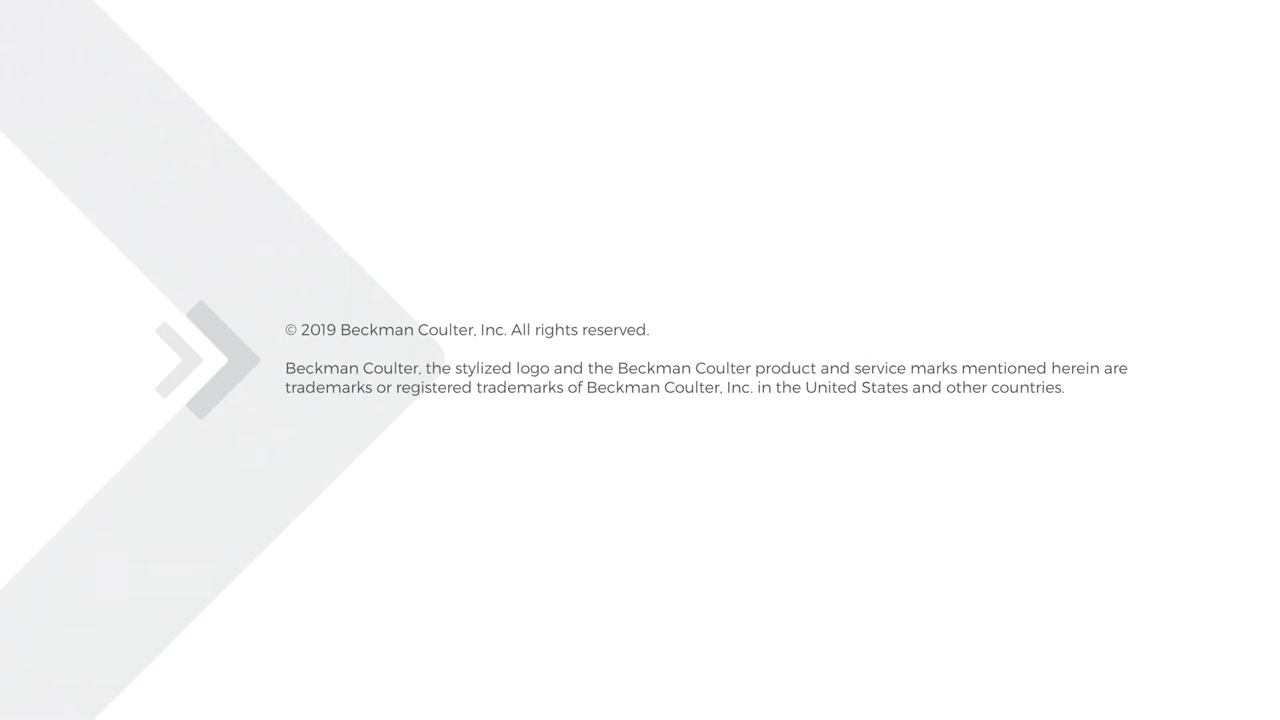 © 2019 Beckman Coulter, Inc. All rights reserved.
Beckman Coulter, the stylized logo and the Beckman Coulter product and service marks mentioned herein are
trademarks or registered trademarks of Beckman Coulter, Inc. in the United States and other countries.